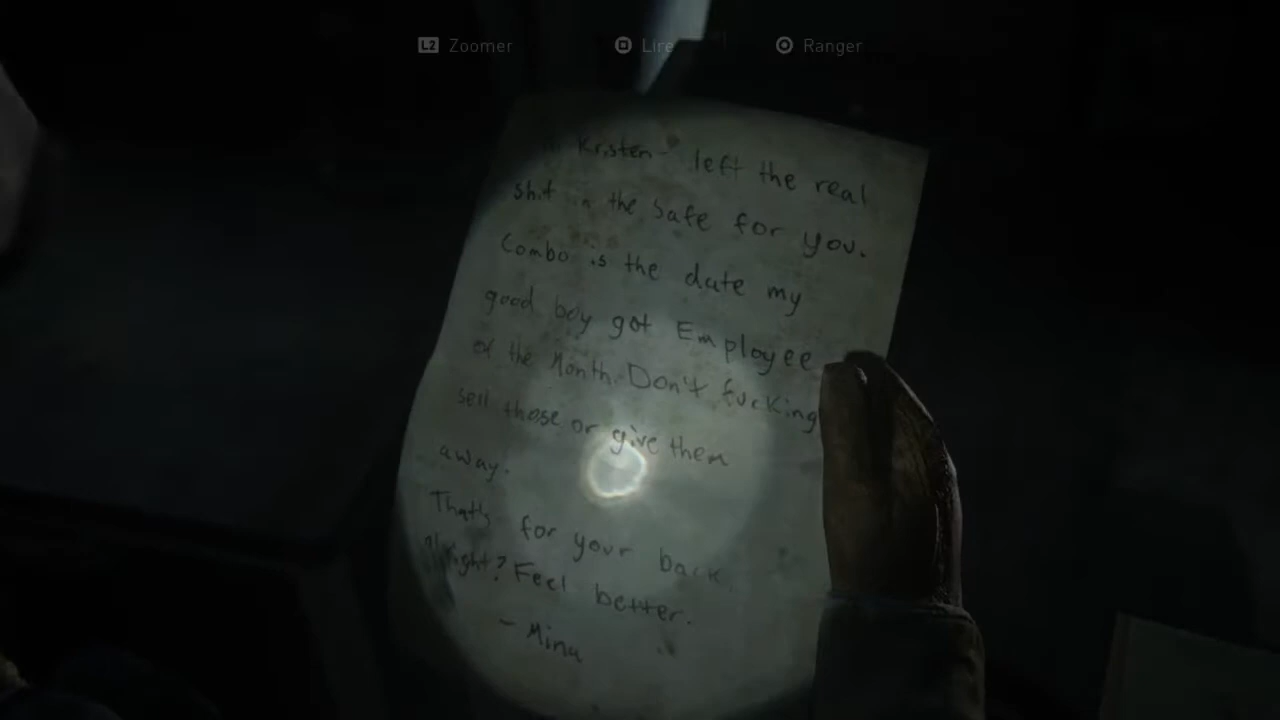 L2 Zoomer Lire Ranger
Kristen - left the real
shit in the safe for you.
Combo is the date my
good boy got Employee
of the Month. Don't fucking
sell those or give them
away.
That's for your back,
alright? Feel better.
- Mina